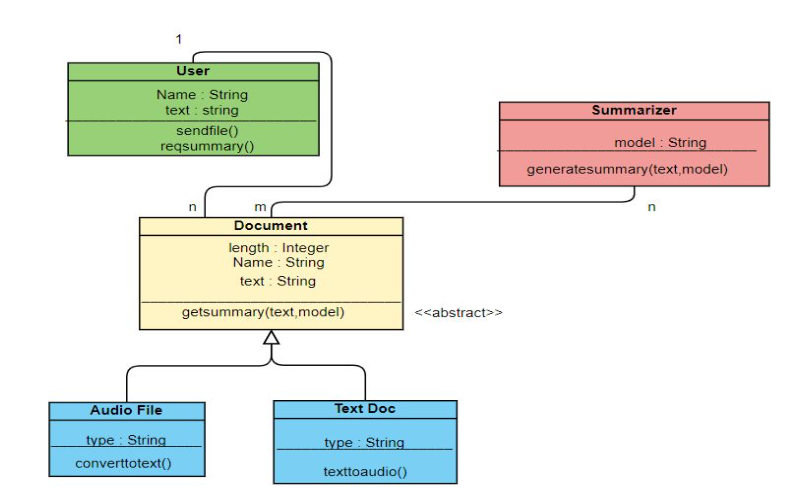 1
User
Name : String
text : string
sendfile()
reqsummary()
Summarizer
model : String
generatesummary(text,model)
n
m
n
Document
length : Integer
Name : String
text : String
getsummary(text,model)
<<abstract>>
Audio File
type : String
converttotext()
Text Doc
type : String
texttoaudio()